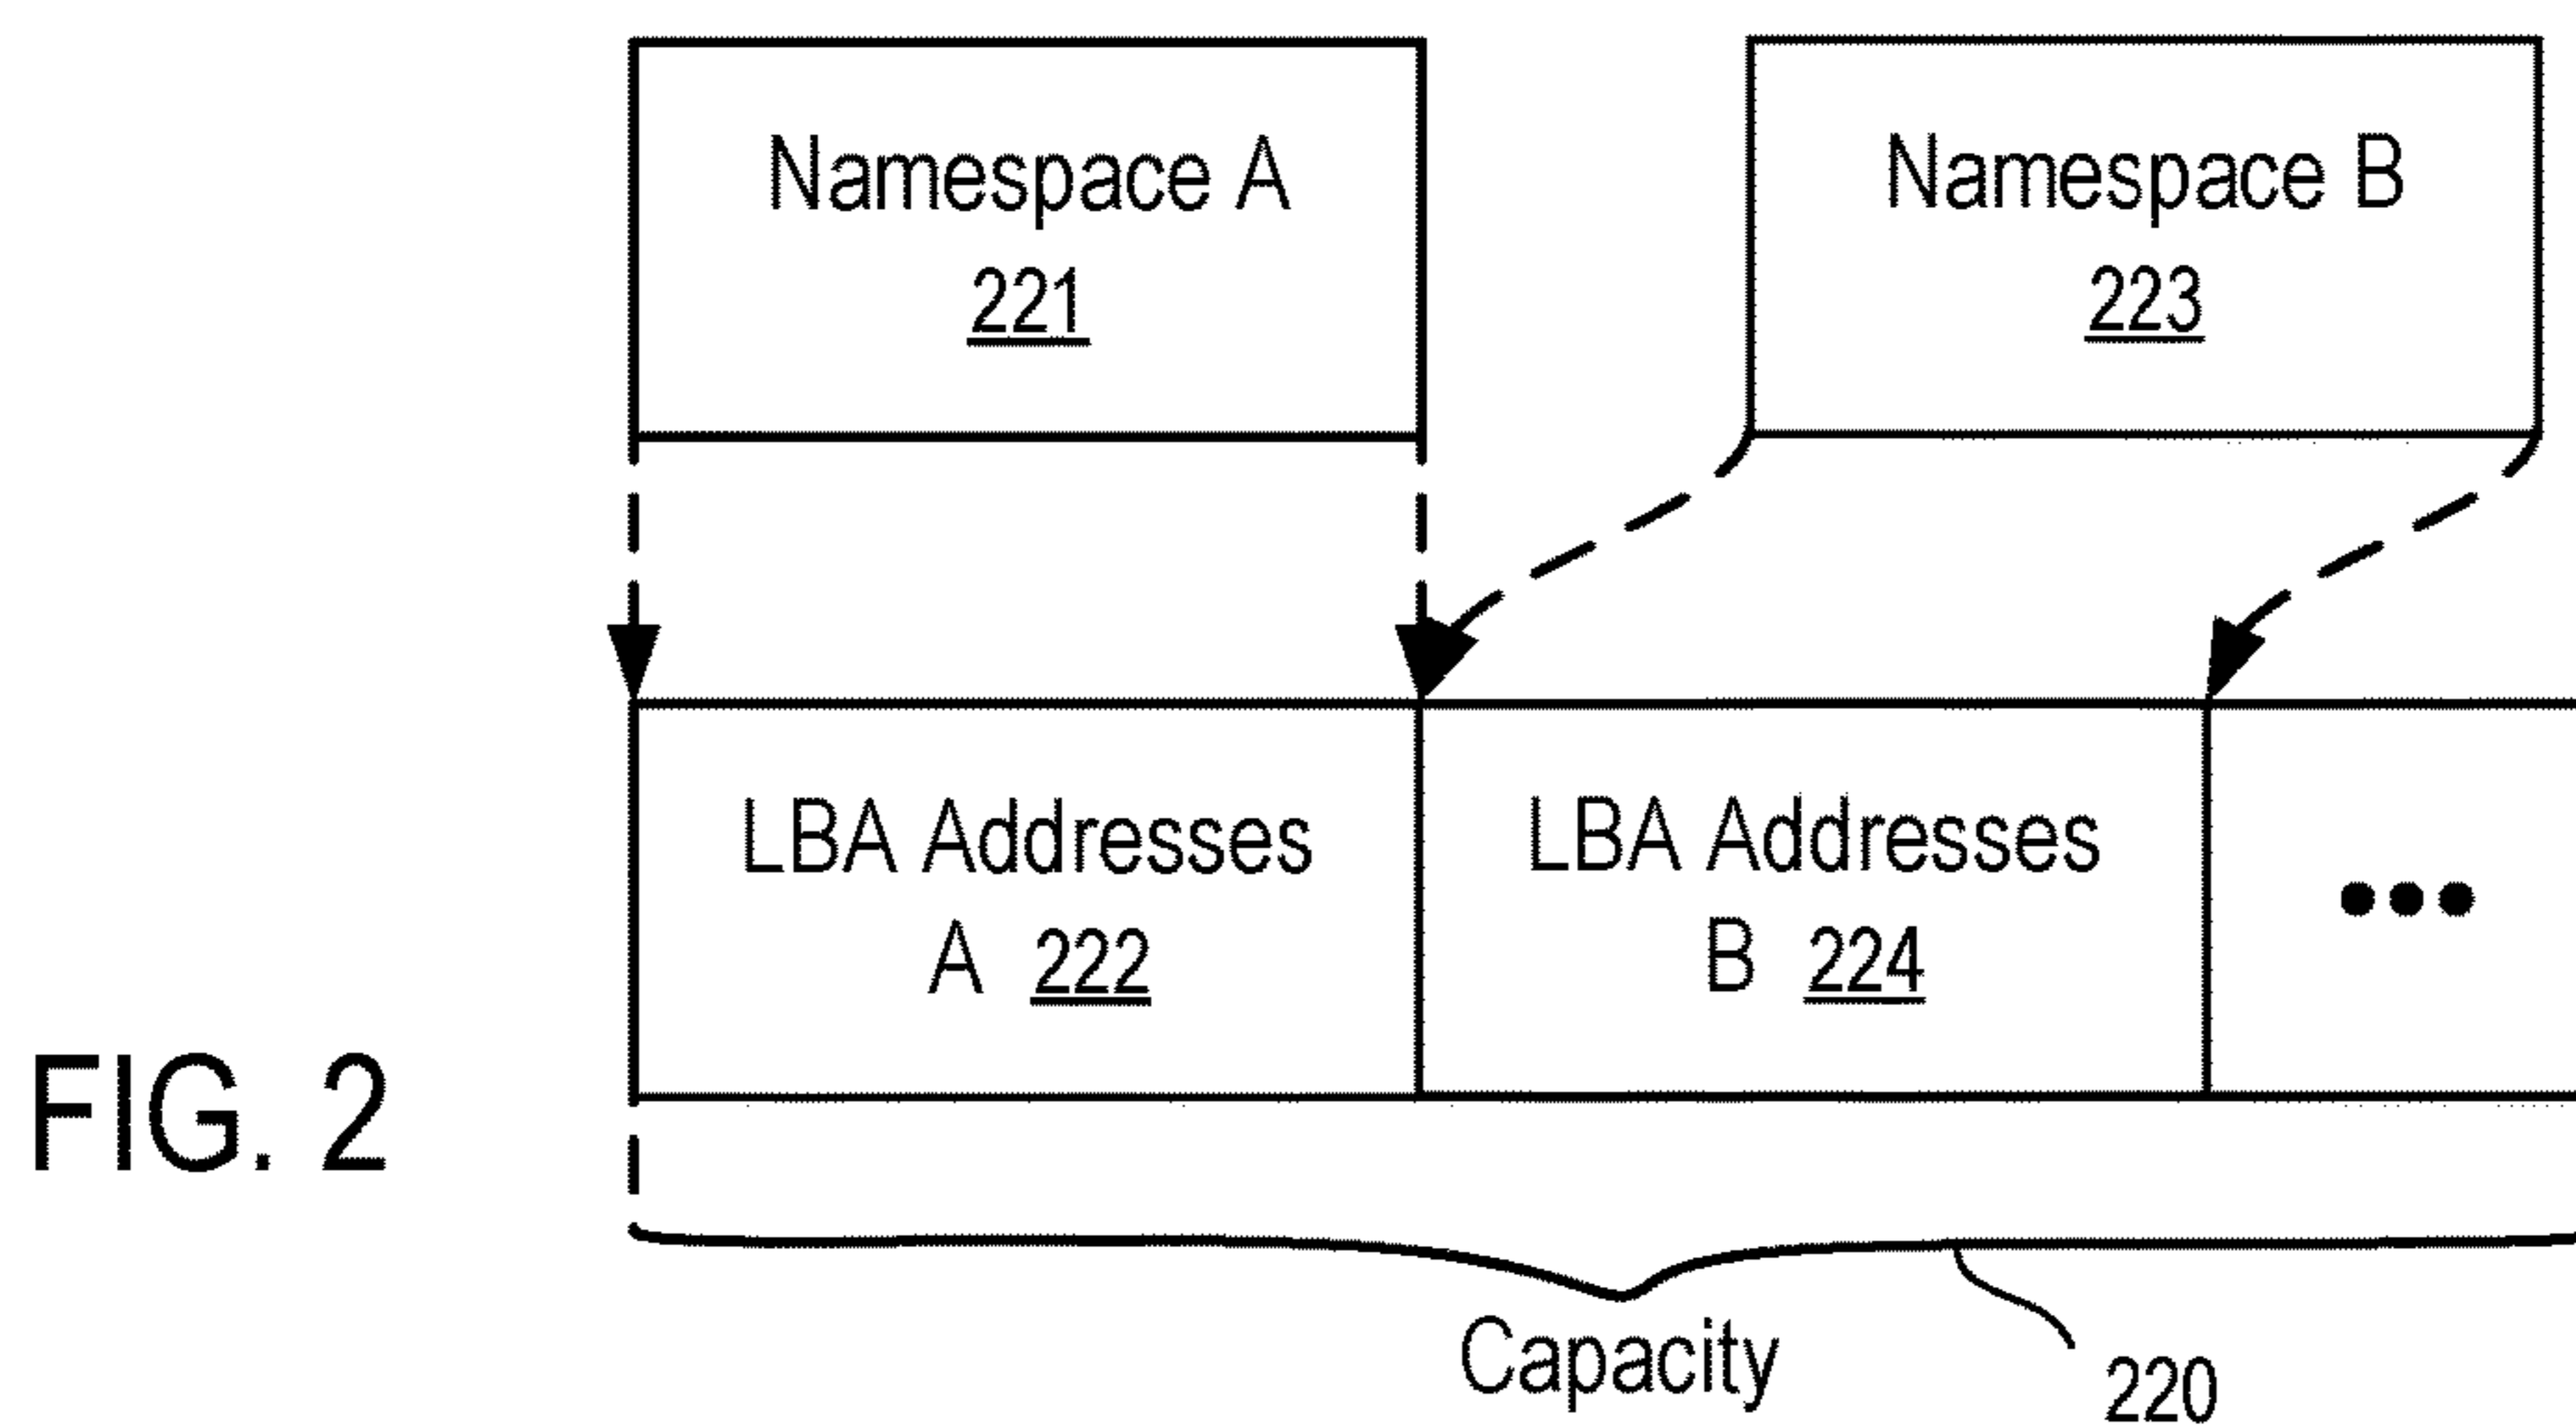 Namespace A
221
Namespace B
223
LBA Addresses
A 222
LBA Addresses
B 224
•••
FIG. 2
Capacity
220